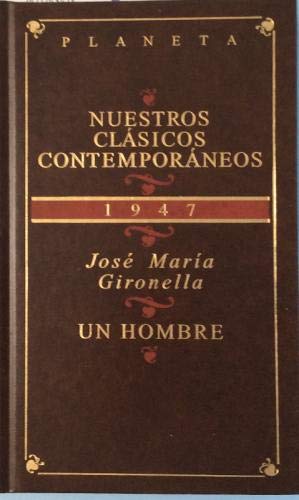 PLANETA
NUESTROS
CLÁSICOS
CONTEMPORÁNEOS
1947
José María
Gironella
UN HOMBRE